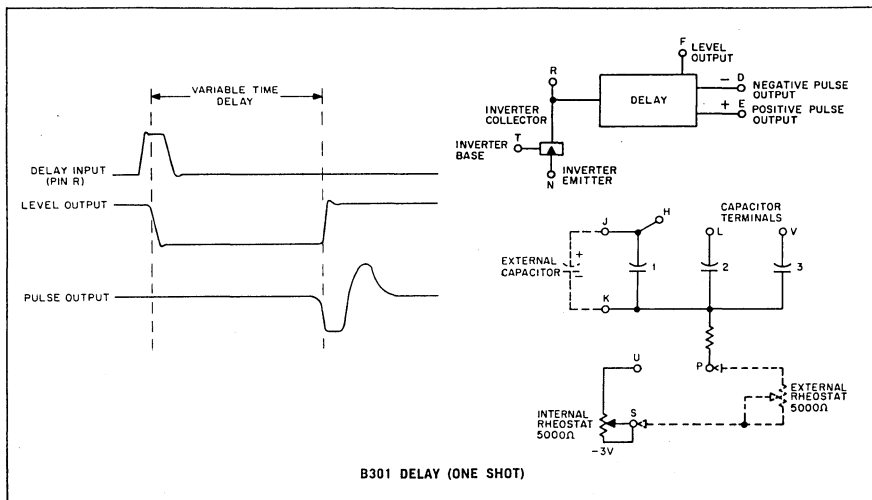 VARIABLE TIME
DELAY
DELAY INPUT
(PIN R)
LEVEL OUTPUT
PULSE OUTPUT
F
LEVEL
OUTPUT
R
DELAY
− D
NEGATIVE PULSE
OUTPUT
+ E
POSITIVE PULSE
OUTPUT
INVERTER
COLLECTOR
INVERTER
BASE
T
N
INVERTER
EMITTER
CAPACITOR
TERMINALS
J
H
L
V
EXTERNAL
CAPACITOR
+
−
1
2
3
K
U
P
EXTERNAL
RHEOSTAT
5000Ω
INTERNAL
RHEOSTAT
5000Ω
S
−3V
B301 DELAY (ONE SHOT)